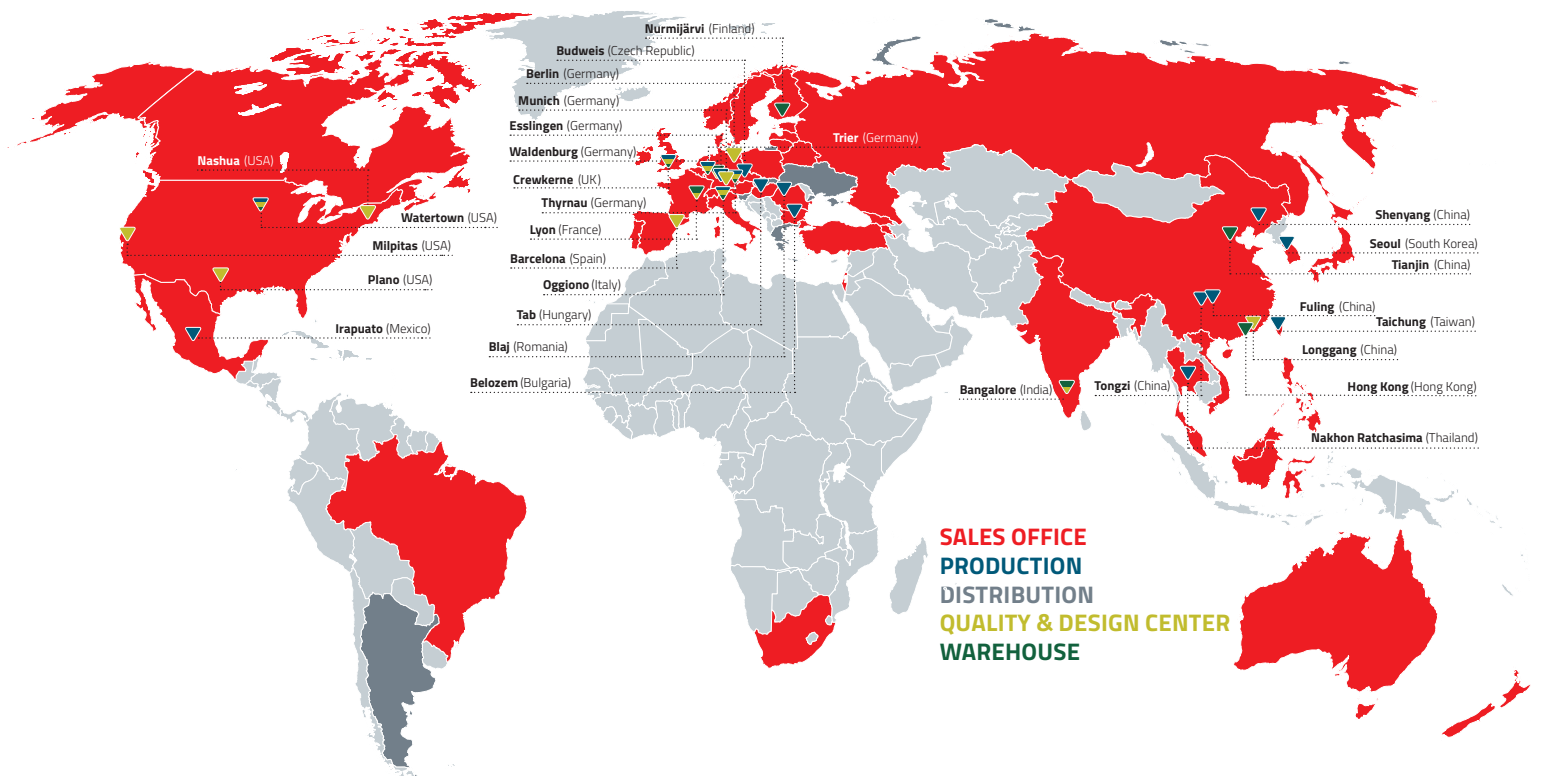 Nurmijärvi (Finland)
Budweis (Czech Republic)
Berlin (Germany)
Munich (Germany)
Esslingen (Germany)
Trier (Germany)
Waldenburg (Germany)
Crewkerne (UK)
Thyrnau (Germany)
Lyon (France)
Barcelona (Spain)
Oggiono (Italy)
Tab (Hungary)
Blaj (Romania)
Belozem (Bulgaria)
Nashua (USA)
Watertown (USA)
Milpitas (USA)
Plano (USA)
Irapuato (Mexico)
Shenyang (China)
Seoul (South Korea)
Tianjin (China)
Fuling (China)
Taichung (Taiwan)
Longgang (China)
Bangalore (India)
Tongzi (China)
Hong Kong (Hong Kong)
Nakhon Ratchasima (Thailand)
SALES OFFICE
PRODUCTION
DISTRIBUTION
QUALITY & DESIGN CENTER
WAREHOUSE